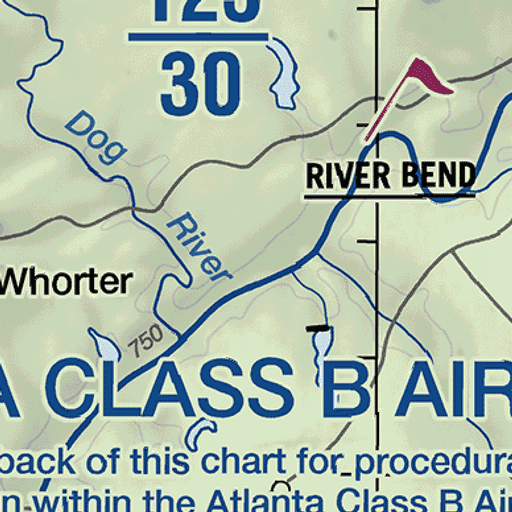 125
30
Dog
RIVER BEND
River
Whorter
750
A CLASS B AIR
back of this chart for procedura
n within the Atlanta Class B Air